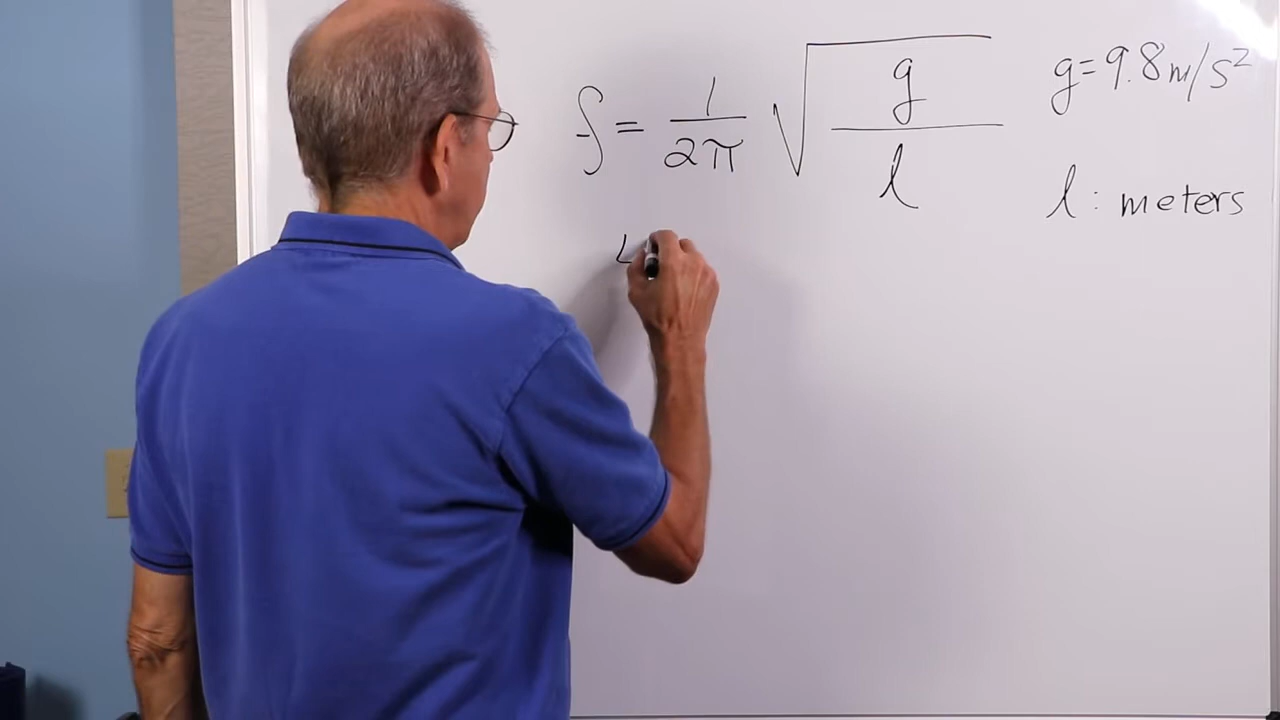 f = 1/2π √g/l
g=9.8m/s²
l: meters